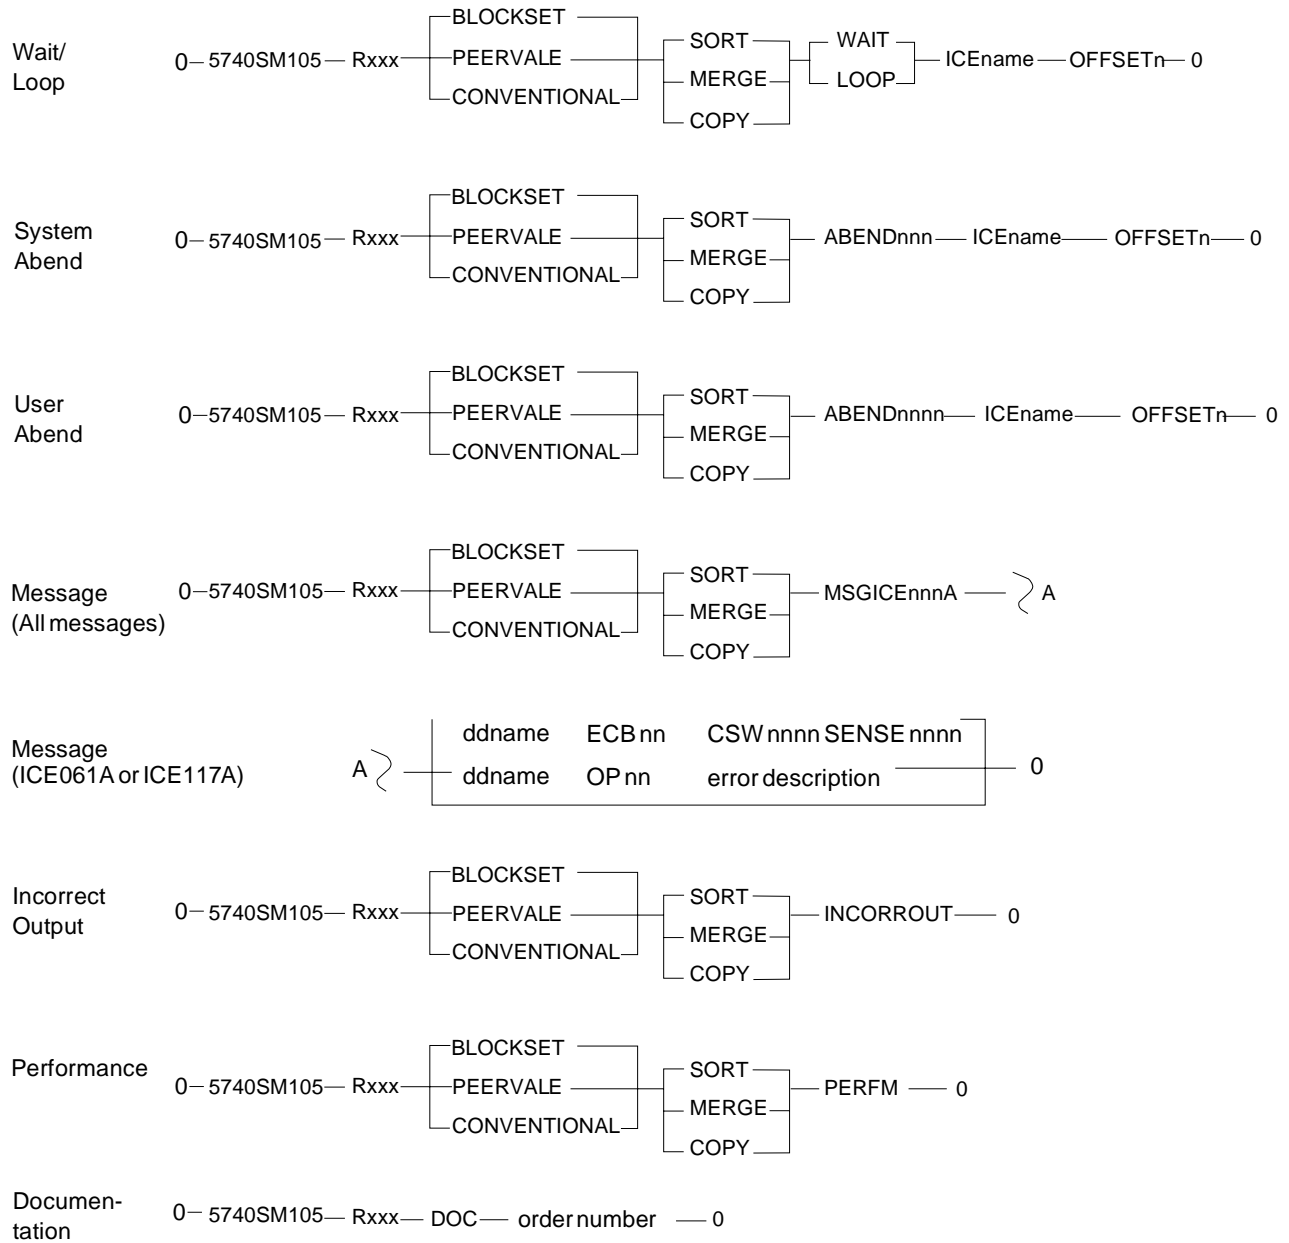 BLOCKSET
Wait/
Loop
0 5740SM105 Rxxx PEERVALE SORT WAIT ICEname OFFSETn 0
MERGE LOOP
CONVENTIONAL
COPY
BLOCKSET
System
Abend
0 5740SM105 Rxxx PEERVALE SORT ABENDnnn ICEname OFFSETn 0
MERGE
CONVENTIONAL
COPY
BLOCKSET
User
Abend
0 5740SM105 Rxxx PEERVALE SORT ABENDnnnn ICEname OFFSETn 0
MERGE
CONVENTIONAL
COPY
BLOCKSET
Message
(All messages)
0 5740SM105 Rxxx PEERVALE SORT MSGICEnnnA A
MERGE
CONVENTIONAL
COPY
Message
(ICE061A or ICE117A)
ddname ECB nn CSW nnnn SENSE nnnn
A ddname OP nn error description 0
BLOCKSET
Incorrect
Output
0 5740SM105 Rxxx PEERVALE SORT INCORROUT 0
MERGE
CONVENTIONAL
COPY
BLOCKSET
Performance
0 5740SM105 Rxxx PEERVALE SORT PERFM 0
MERGE
CONVENTIONAL
COPY
Documen-
tation
0 5740SM105 Rxxx DOC order number 0